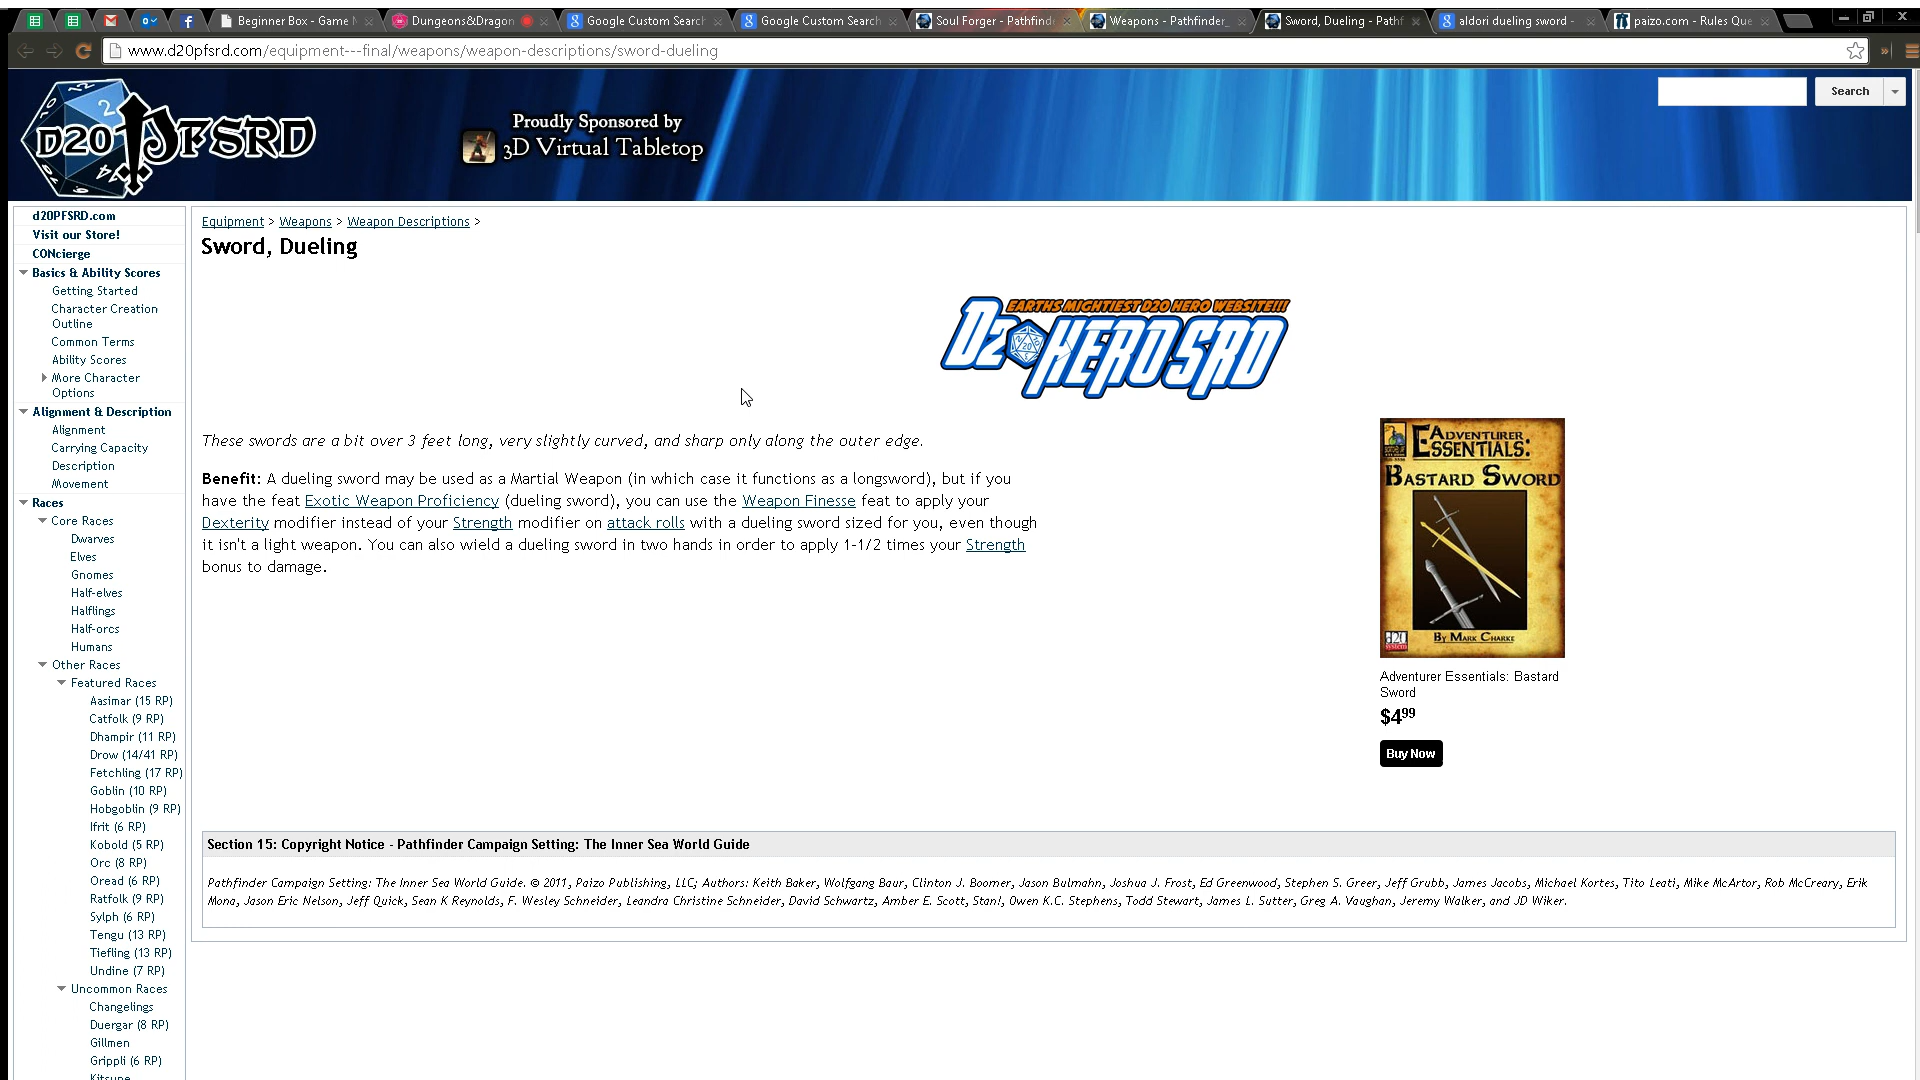 Beginner Box - Game
Dungeons&Dragon
Google Custom Search
Google Custom Search
Soul Forger - Pathfind
Weapons - Pathfinder_
Sword, Dueling - Pathf
aldori dueling sword -
paizo.com - Rules Que
www.d20pfsrd.com/equipment---final/weapons/weapon-descriptions/sword-dueling
D20PFSRD
Proudly Sponsored by
3D Virtual Tabletop
Search
d20PFSRD.com
Visit our Store!
CONcierge
Basics & Ability Scores
Getting Started
Character Creation
Outline
Common Terms
Ability Scores
More Character
Options
Alignment & Description
Alignment
Carrying Capacity
Description
Movement
Races
Core Races
Dwarves
Elves
Gnomes
Half-elves
Halflings
Half-orcs
Humans
Other Races
Featured Races
Aasimar (15 RP)
Catfolk (9 RP)
Dhampir (11 RP)
Drow (14/41 RP)
Fetchling (17 RP)
Goblin (10 RP)
Hobgoblin (9 RP)
Ifrit (6 RP)
Kobold (5 RP)
Orc (8 RP)
Oread (6 RP)
Ratfolk (9 RP)
Sylph (6 RP)
Tengu (13 RP)
Tiefling (13 RP)
Undine (7 RP)
Uncommon Races
Changelings
Duergar (8 RP)
Gillmen
Grippli (6 RP)
Kitsune
Equipment > Weapons > Weapon Descriptions >
Sword, Dueling
EARTHS MIGHTIEST D20 HERO WEBSITE!!!
D20 HERO SRD
These swords are a bit over 3 feet long, very slightly curved, and sharp only along the outer edge.
Benefit: A dueling sword may be used as a Martial Weapon (in which case it functions as a longsword), but if you
have the feat Exotic Weapon Proficiency (dueling sword), you can use the Weapon Finesse feat to apply your
Dexterity modifier instead of your Strength modifier on attack rolls with a dueling sword sized for you, even though
it isn't a light weapon. You can also wield a dueling sword in two hands in order to apply 1-1/2 times your Strength
bonus to damage.
ADVENTURER
ESSENTIALS:
BASTARD SWORD
d20
system
BY MARK CHARKE
Adventurer Essentials: Bastard
Sword
$4.99
Buy Now
Section 15: Copyright Notice - Pathfinder Campaign Setting: The Inner Sea World Guide
Pathfinder Campaign Setting: The Inner Sea World Guide. © 2011, Paizo Publishing, LLC; Authors: Keith Baker, Wolfgang Baur, Clinton J. Boomer, Jason Bulmahn, Joshua J. Frost, Ed Greenwood, Stephen S. Greer, Jeff Grubb, James Jacobs, Michael Kortes, Tito Leati, Mike McArtor, Rob McCreary, Erik
Mona, Jason Eric Nelson, Jeff Quick, Sean K Reynolds, F. Wesley Schneider, Leandra Christine Schneider, David Schwartz, Amber E. Scott, Stan!, Owen K.C. Stephens, Todd Stewart, James L. Sutter, Greg A. Vaughan, Jeremy Walker, and JD Wiker.